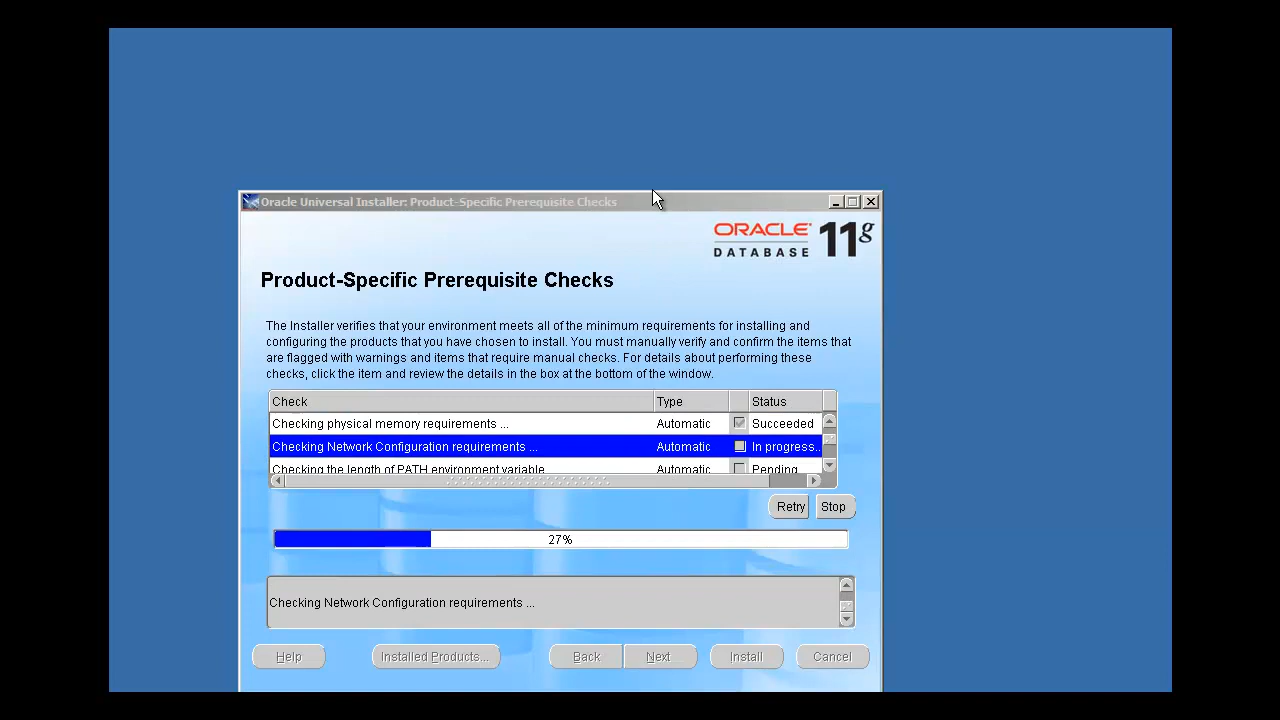 Oracle Universal Installer: Product-Specific Prerequisite Checks
ORACLE 11g
DATABASE
Product-Specific Prerequisite Checks
The Installer verifies that your environment meets all of the minimum requirements for installing and
configuring the products that you have chosen to install. You must manually verify and confirm the items that
are flagged with warnings and items that require manual checks. For details about performing these
checks, click the item and review the details in the box at the bottom of the window.
Check Type Status
Checking physical memory requirements ... Automatic Succeeded
Checking Network Configuration requirements ... Automatic In progress..
Checking the length of PATH environment variable Automatic Pending
Retry Stop
27%
Checking Network Configuration requirements ...
Help Installed Products... Back Next Install Cancel